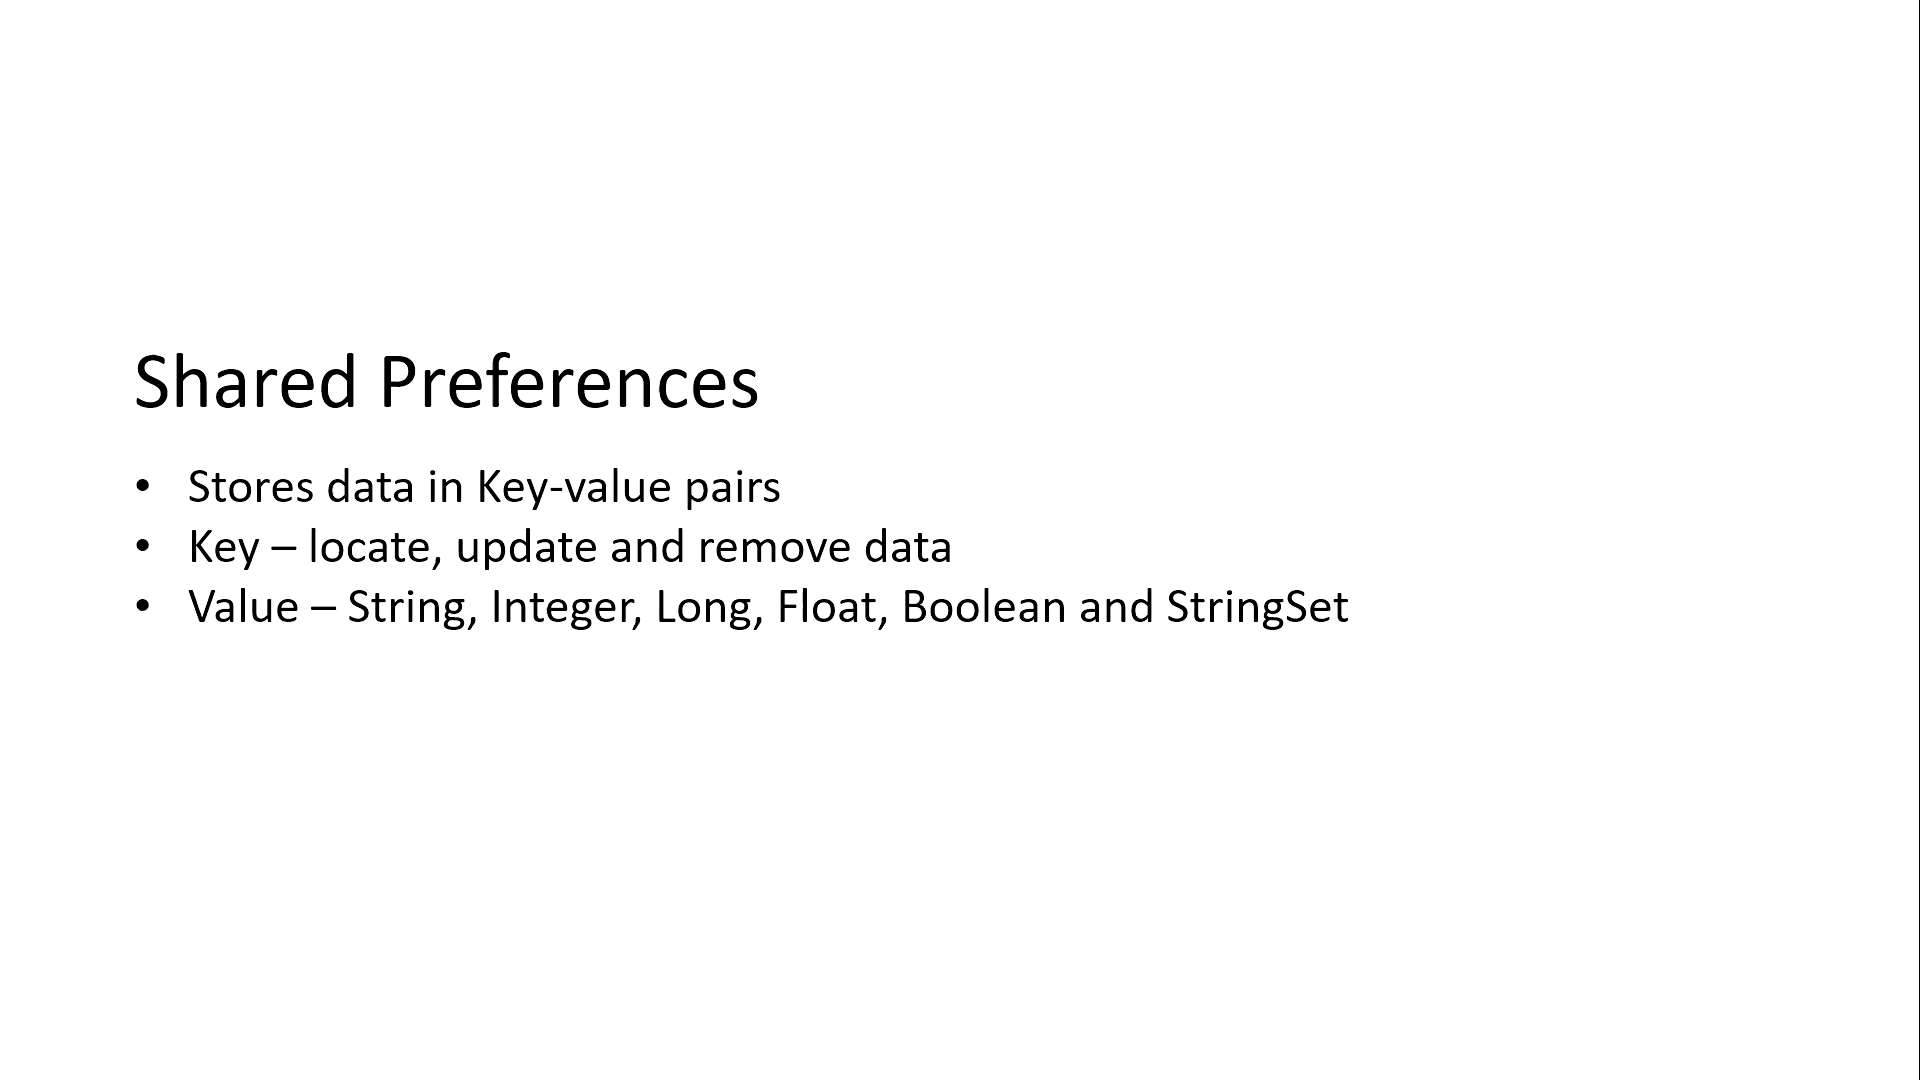 Shared Preferences
• Stores data in Key-value pairs
• Key – locate, update and remove data
• Value – String, Integer, Long, Float, Boolean and StringSet